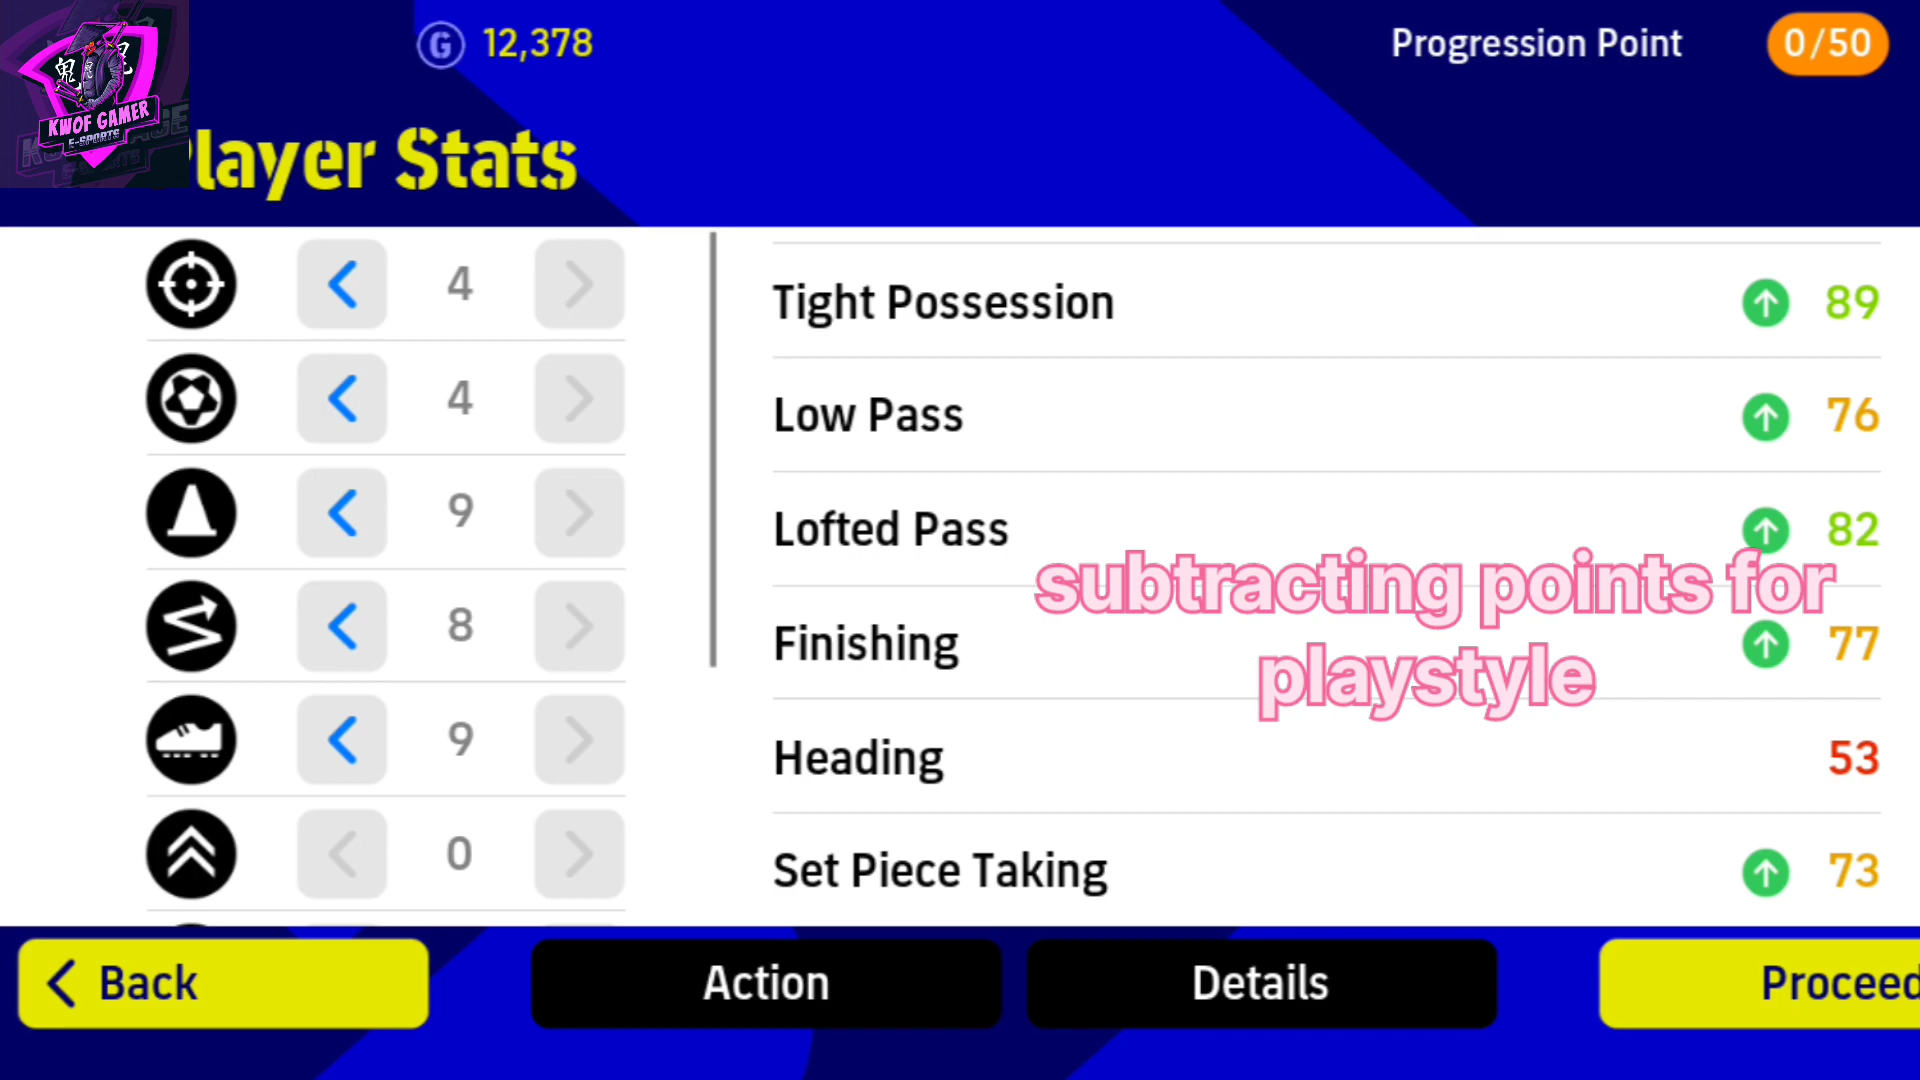 G 12,378
Progression Point 0/50
鬼 鬼
KWOF GAMER
E-SPORTS
layer Stats
4
4
9
8
9
0
Tight Possession 89
Low Pass 76
Lofted Pass 82
subtracting points for
Finishing 77
playstyle
Heading 53
Set Piece Taking 73
Back
Action
Details
Proceed